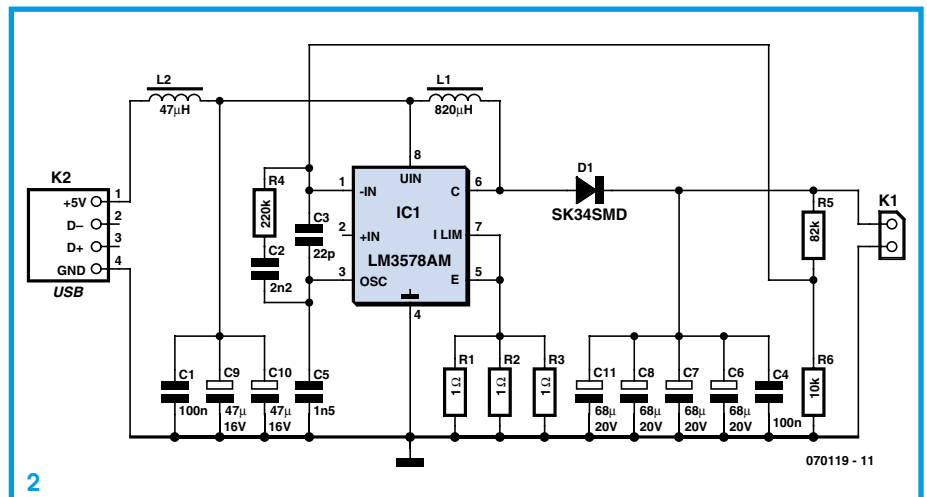 L2
47µH
L1
820µH
K2
+5V
D−
D+
GND
USB
1
2
3
4
R4
220k
C3
22p
C2
2n2
8
UIN
1
-IN
C
6
IC1
2
+IN
I LIM
7
LM3578AM
3
OSC
E
5
4
D1
SK34SMD
R5
82k
K1
C1
100n
C9
47µ
16V
C10
47µ
16V
C5
1n5
R1
1 Ω
R2
1 Ω
R3
1 Ω
C11
68µ
20V
C8
68µ
20V
C7
68µ
20V
C6
68µ
20V
C4
100n
R6
10k
070119 - 11
2